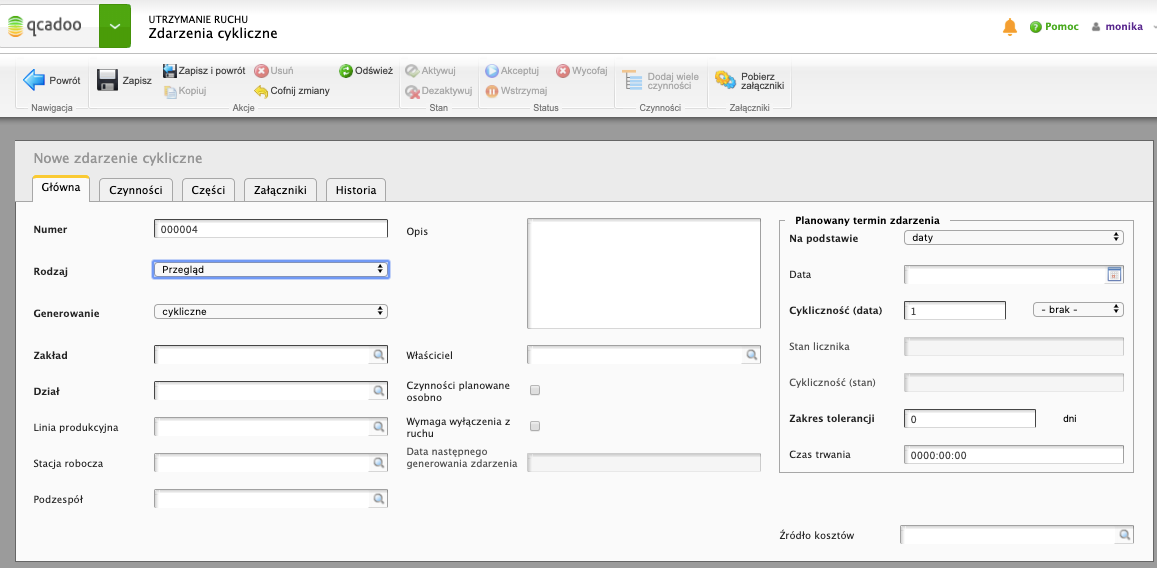 qcadoo
UTRZYMANIE RUCHU
Zdarzenia cykliczne
Pomoc
monika
Powrót
Nawigacja
Zapisz
Zapisz i powrót
Usuń
Odśwież
Kopiuj
Cofnij zmiany
Akcje
Aktywuj
Dezaktywuj
Stan
Akceptuj
Wycofaj
Wstrzymaj
Status
Dodaj wiele
czynności
Czynności
Pobierz
załączniki
Załączniki
Nowe zdarzenie cykliczne
Główna
Czynności
Części
Załączniki
Historia
Numer
000004
Rodzaj
Przegląd
Generowanie
cykliczne
Zakład
Dział
Linia produkcyjna
Stacja robocza
Podzespół
Opis
Właściciel
Czynności planowane
osobno
Wymaga wyłączenia z
ruchu
Data następnego
generowania zdarzenia
Planowany termin zdarzenia
Na podstawie
daty
Data
Cykliczność (data)
1
- brak -
Stan licznika
Cykliczność (stan)
Zakres tolerancji
0
dni
Czas trwania
0000:00:00
Źródło kosztów